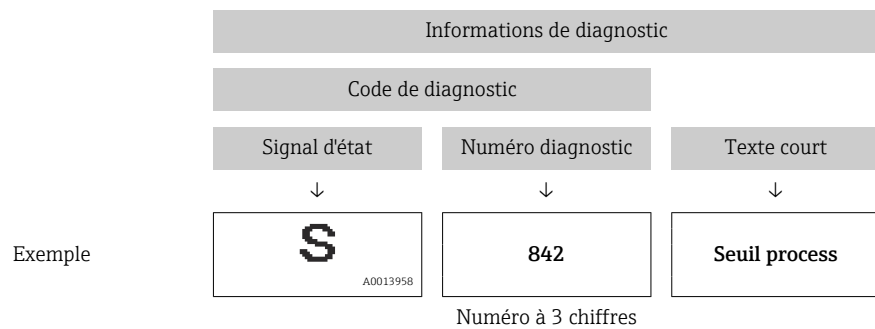 Informations de diagnostic
Code de diagnostic
Signal d'état Numéro diagnostic Texte court
↓ ↓ ↓
Exemple S 842 Seuil process
A0013958
Numéro à 3 chiffres